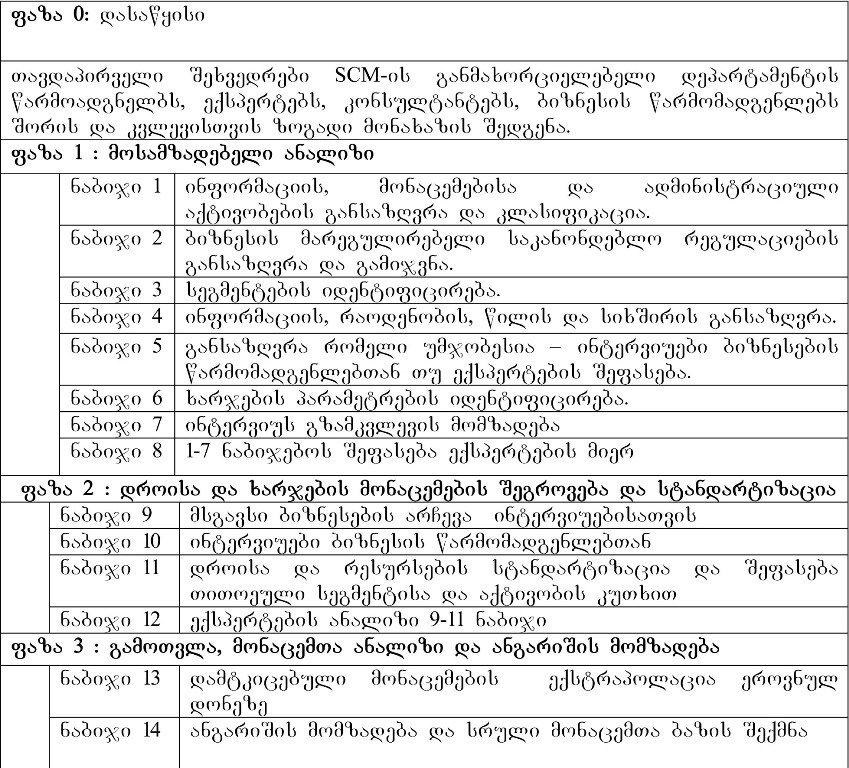 ფაზა 0: დასაწყისი
თავდაპირველი შეხვედრები SCM-ის განმახორციელებელი დეპარტამენტის
წარმოადგნელბს, ექსპერტებს, კონსულტანტებს, ბიზნესის წარმომადგენლებს
შორის და კვლევისთვის ზოგადი მონახაზის შედგენა.
ფაზა 1 : მოსამზადებელი ანალიზი
ნაბიჯი 1 ინფორმაციის, მონაცემებისა და ადმინისტრაციული
აქტივობების განსაზღვრა და კლასიფიკაცია.
ნაბიჯი 2 ბიზნესის მარეგულირებელი საკანონდებლო რეგულაციების
განსაზღვრა და გამიჯვნა.
ნაბიჯი 3 სეგმენტების იდენტიფიცირება.
ნაბიჯი 4 ინფორმაციის, რაოდენობის, წილის და სიხშირის განსაზღვრა.
ნაბიჯი 5 განსაზღვრა რომელი უმჯობესია – ინტერვიუები ბიზნესების
წარმომადგენლებთან თუ ექსპერტების შეფასება.
ნაბიჯი 6 ხარჯების პარამეტრების იდენტიფიცირება.
ნაბიჯი 7 ინტერვიუს გზამკვლევის მომზადება
ნაბიჯი 8 1-7 ნაბიჯებოს შეფასება ექსპერტების მიერ
ფაზა 2 : დროისა და ხარჯების მონაცემების შეგროვება და სტანდარტიზაცია
ნაბიჯი 9 მსგავსი ბიზნესების არჩევა ინტერვიუებისათვის
ნაბიჯი 10 ინტერვიუები ბიზნესის წარმომადგენლებთან
ნაბიჯი 11 დროისა და რესურსების სტანდარტიზაცია და შეფასება
თითოეული სეგმენტისა და აქტივობის კუთხით
ნაბიჯი 12 ექსპერტების ანალიზი 9-11 ნაბიჯი
ფაზა 3 : გამოთვლა, მონაცემთა ანალიზი და ანგარიშის მომზადება
ნაბიჯი 13 დამტკიცებული მონაცემების ექსტრაპოლაცია ეროვნულ
დონეზე
ნაბიჯი 14 ანგარიშის მომზადება და სრული მონაცემთა ბაზის შექმნა